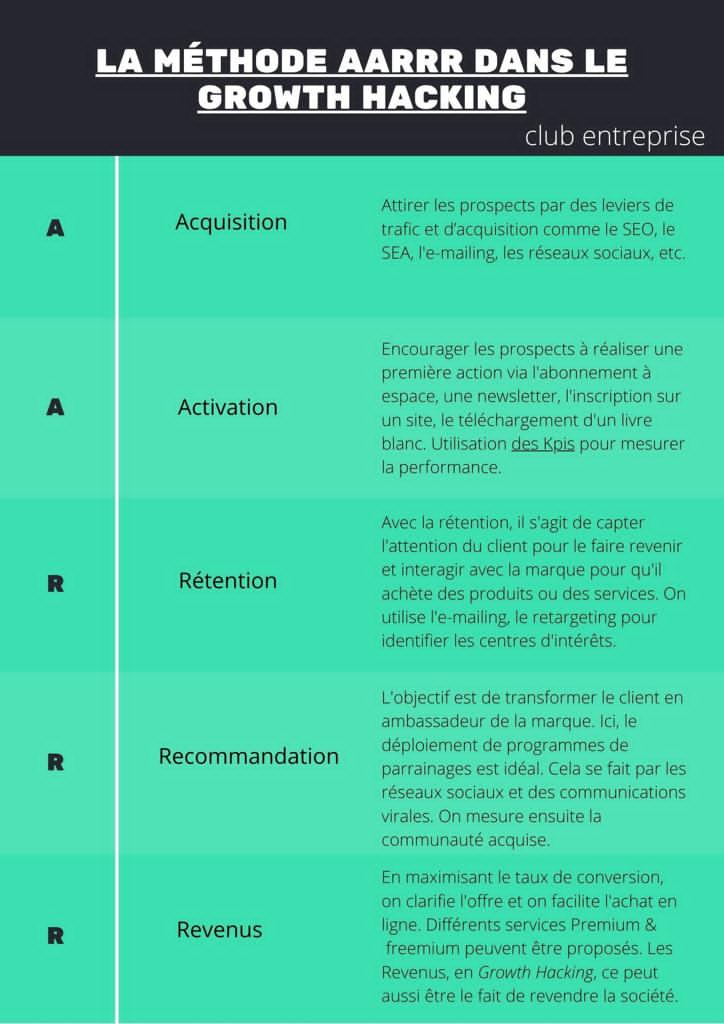 LA MÉTHODE AARRR DANS LE
GROWTH HACKING
club entreprise
A
Acquisition
Attirer les prospects par des leviers de
trafic et d'acquisition comme le SEO, le
SEA, l'e-mailing, les réseaux sociaux, etc.
A
Activation
Encourager les prospects à réaliser une
première action via l'abonnement à
espace, une newsletter, l'inscription sur
un site, le téléchargement d'un livre
blanc. Utilisation des Kpis pour mesurer
la performance.
R
Rétention
Avec la rétention, il s'agit de capter
l'attention du client pour le faire revenir
et interagir avec la marque pour qu'il
achète des produits ou des services. On
utilise l'e-mailing, le retargeting pour
identifier les centres d'intérêts.
R
Recommandation
L'objectif est de transformer le client en
ambassadeur de la marque. Ici, le
déploiement de programmes de
parrainages est idéal. Cela se fait par les
réseaux sociaux et des communications
virales. On mesure ensuite la
communauté acquise.
R
Revenus
En maximisant le taux de conversion,
on clarifie l'offre et on facilite l'achat en
ligne. Différents services Premium &
freemium peuvent être proposés. Les
Revenus, en Growth Hacking, ce peut
aussi être le fait de revendre la société.